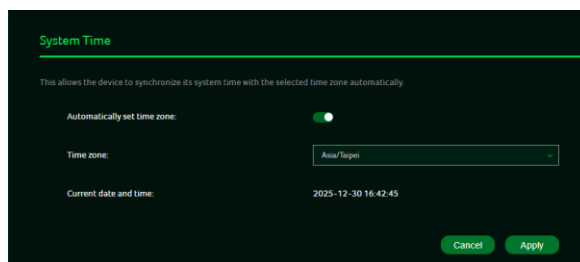 System Time
This allows the device to synchronize its system time with the selected time zone automatically.
Automatically set time zone:
Time zone:
Asia/Taipei
Current date and time:
2025-12-30 16:42:45
Cancel
Apply